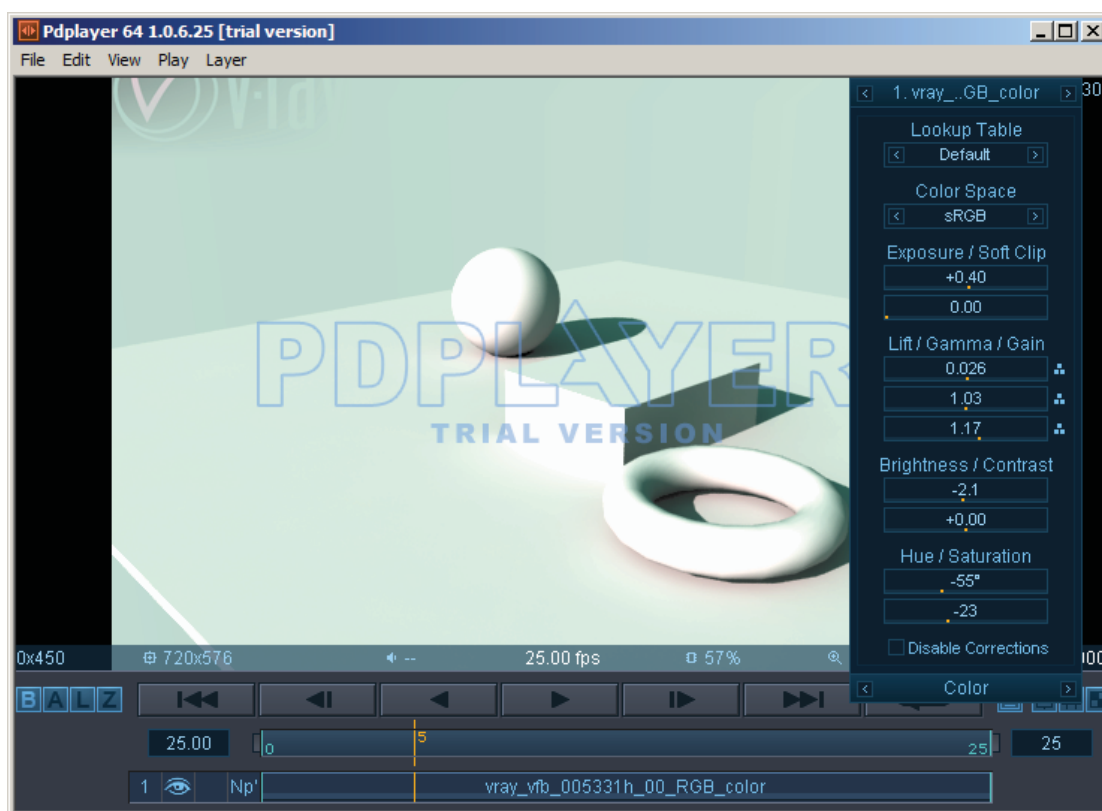 Pdplayer 64 1.0.6.25 [trial version]
File Edit View Play Layer
V·ray
1. vray_..GB_color
30
Lookup Table
Default
Color Space
sRGB
Exposure / Soft Clip
+0.40
0.00
Lift / Gamma / Gain
0.026
1.03
1.17
Brightness / Contrast
-2.1
+0.00
Hue / Saturation
-55°
-23
Disable Corrections
Color
PDPLAYER
TRIAL VERSION
0x450 720x576 -- 25.00 fps 57% 00
B A L Z
25.00 0 5 25 25
1 Np' vray_vfb_005331h_00_RGB_color